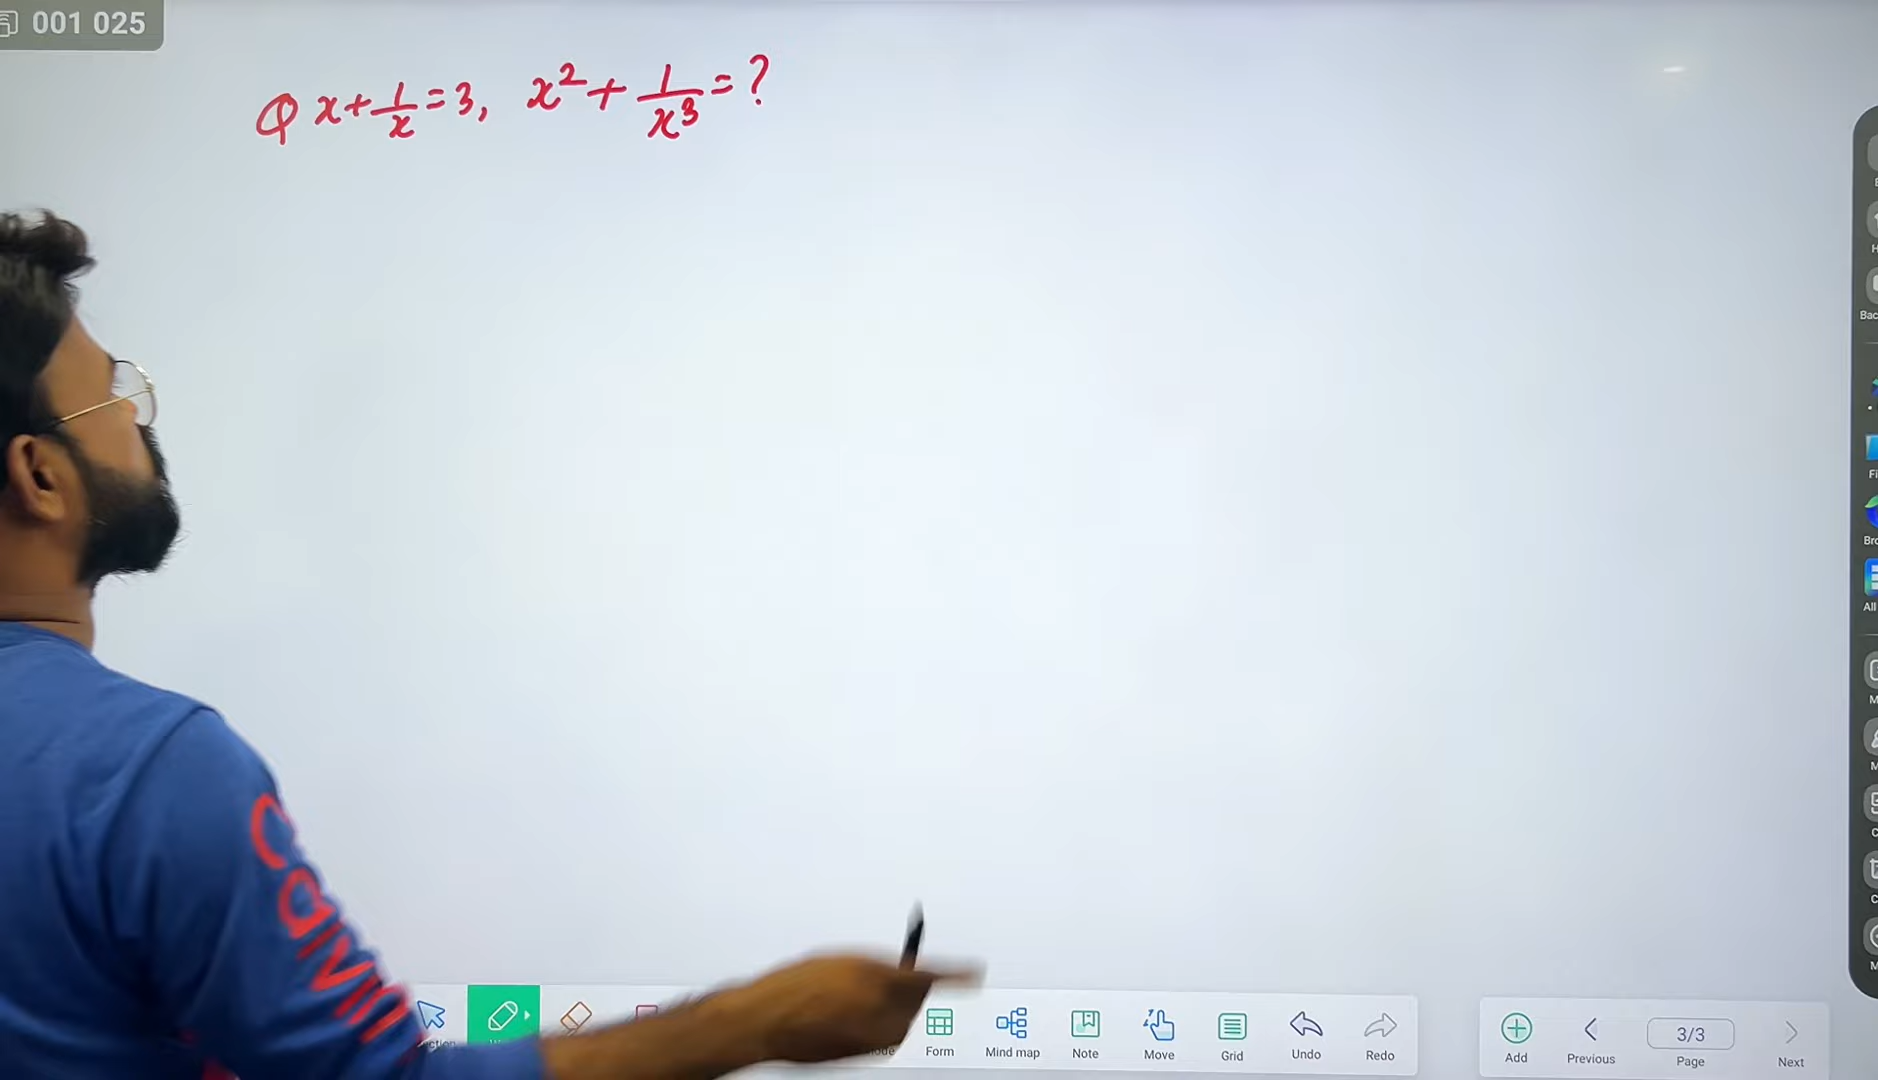 001 025
Q x + 1/x = 3, x² + 1/x³ = ?
Form
Mind map
Note
Move
Grid
Undo
Redo
Add
Previous
3/3
Page
Next